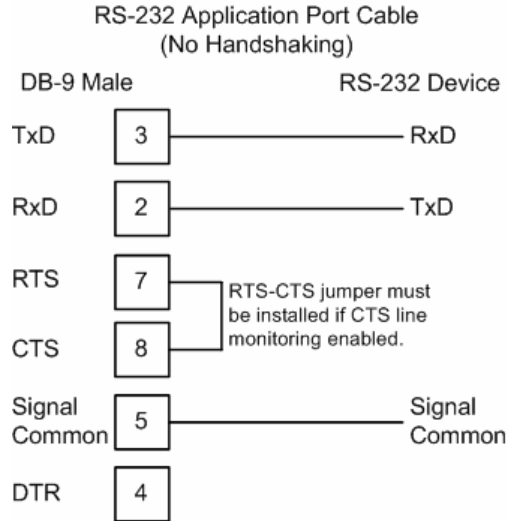 RS-232 Application Port Cable
(No Handshaking)
DB-9 Male RS-232 Device
TxD 3 RxD
RxD 2 TxD
RTS 7
RTS-CTS jumper must
be installed if CTS line
monitoring enabled.
CTS 8
Signal
Common 5 Signal
Common
DTR 4